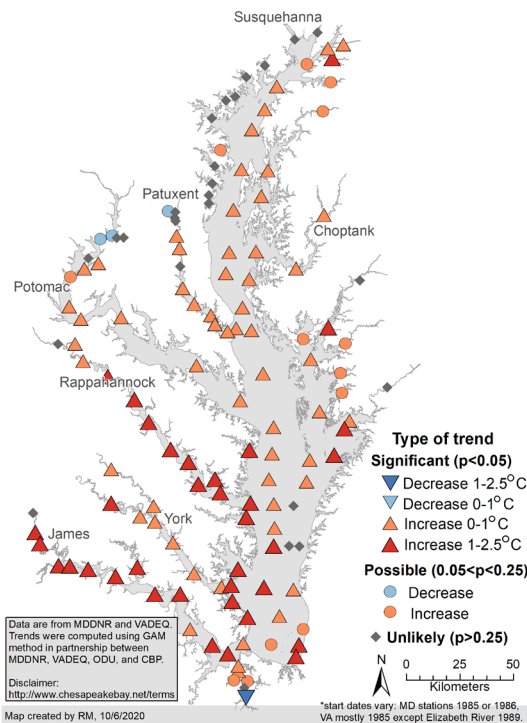 Susquehanna
Patuxent
Choptank
Potomac
Rappahannock
York
James
Type of trend
Significant (p<0.05)
Decrease 1-2.5°C
Decrease 0-1°C
Increase 0-1°C
Increase 1-2.5°C
Possible (0.05<p<0.25)
Decrease
Increase
Unlikely (p>0.25)
N
0 25 50
Kilometers
Data are from MDDNR and VADEQ.
Trends were computed using GAM
method in partnership between
MDDNR, VADEQ, ODU, and CBP.
Disclaimer:
http://www.chesapeakebay.net/terms
Map created by RM, 10/6/2020
*start dates vary: MD stations 1985 or 1986,
VA mostly 1985 except Elizabeth River 1989.